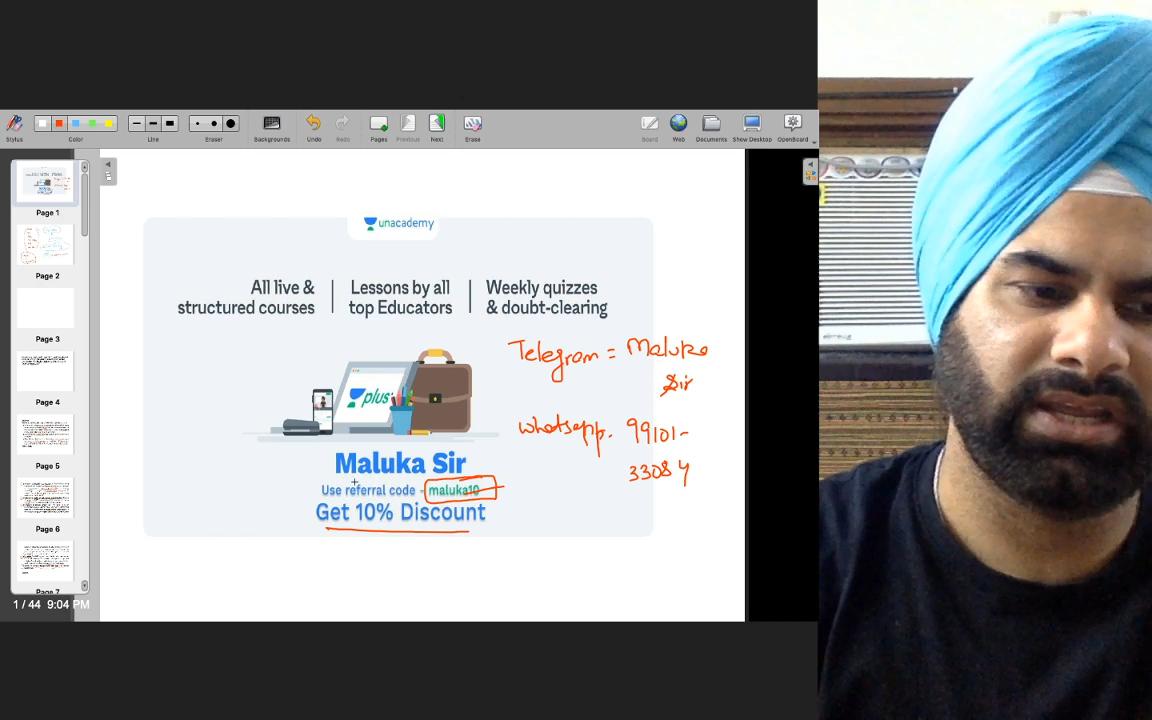 Stylus
Color
Line
Eraser
Backgrounds
Undo
Redo
Pages
Previous
Next
Erase
Board
Web
Documents
Show Desktop
OpenBoard
Page 1
Page 2
Page 3
Page 4
Page 5
Page 6
Page 7
1 / 44 9:04 PM
unacademy
All live &
structured courses
Lessons by all
top Educators
Weekly quizzes
& doubt-clearing
plus
Telegram = Maluka
Sir
whatsapp. 99101-
33084
Maluka Sir
Use referral code - maluka10
Get 10% Discount